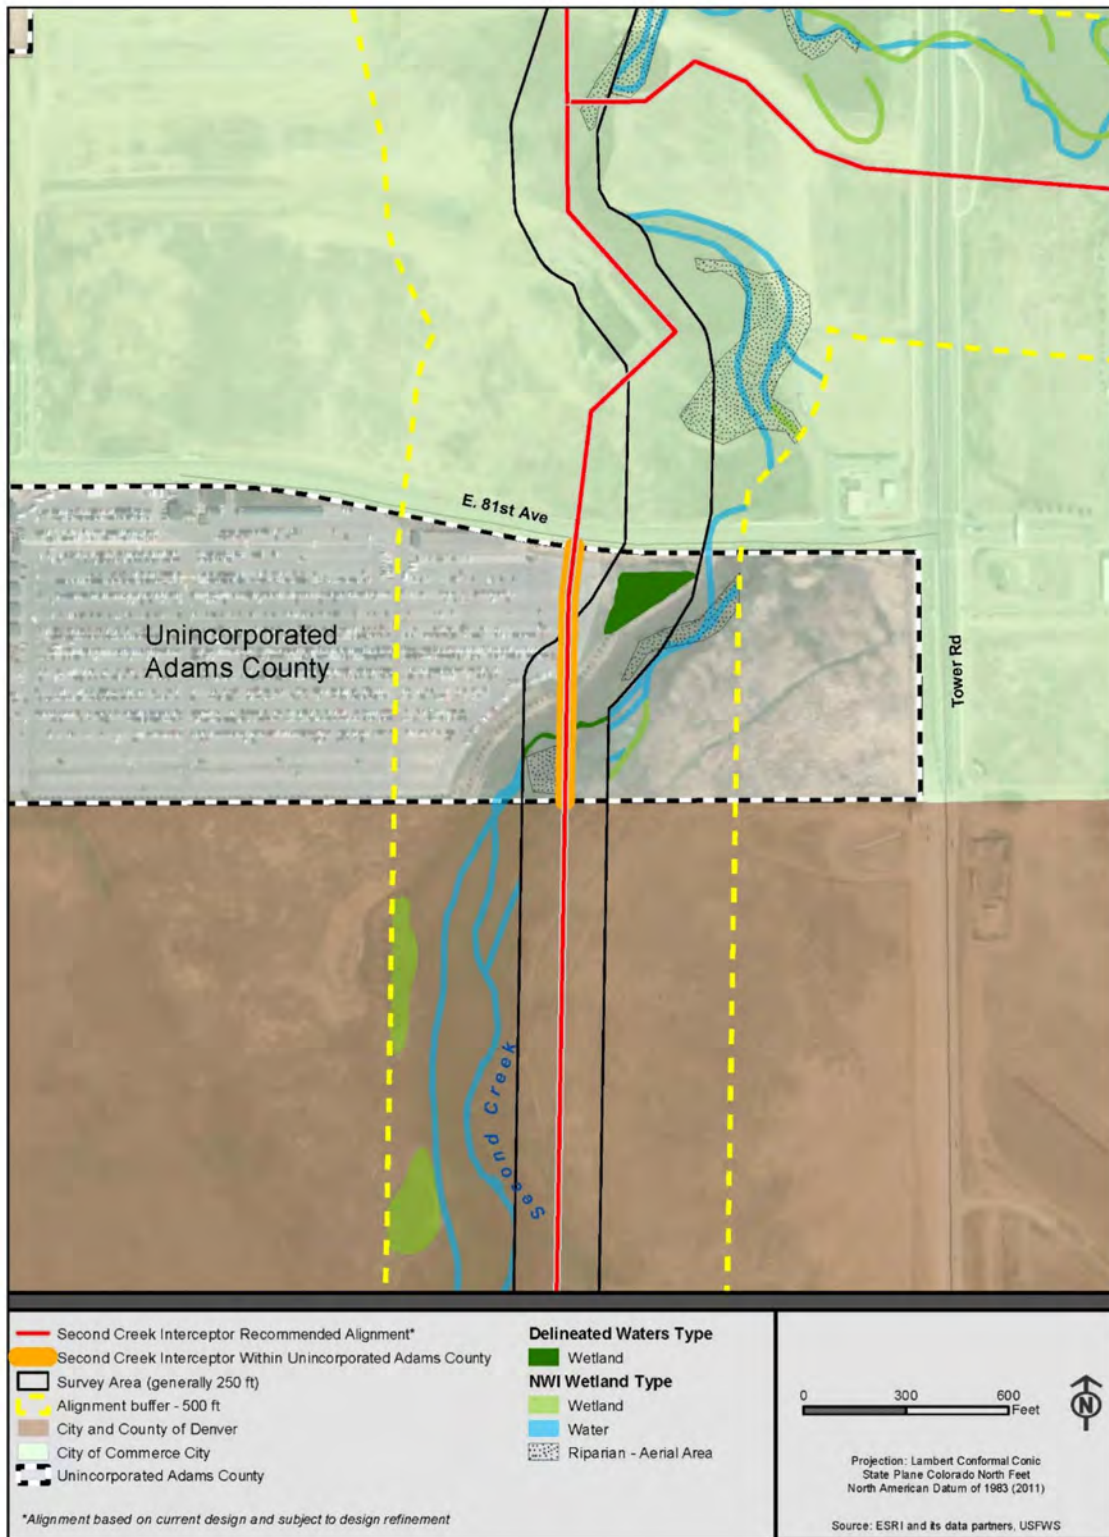 E. 81st Ave
Unincorporated
Adams County
Tower Rd
Second Creek
Second Creek Interceptor Recommended Alignment*
Second Creek Interceptor Within Unincorporated Adams County
Survey Area (generally 250 ft)
Alignment buffer - 500 ft
City and County of Denver
City of Commerce City
Unincorporated Adams County
*Alignment based on current design and subject to design refinement
Delineated Waters Type
Wetland
NWI Wetland Type
Wetland
Water
Riparian - Aerial Area
0 300 600
Feet
N
Projection: Lambert Conformal Conic
State Plane Colorado North Feet
North American Datum of 1983 (2011)
Source: ESRI and its data partners, USFWS